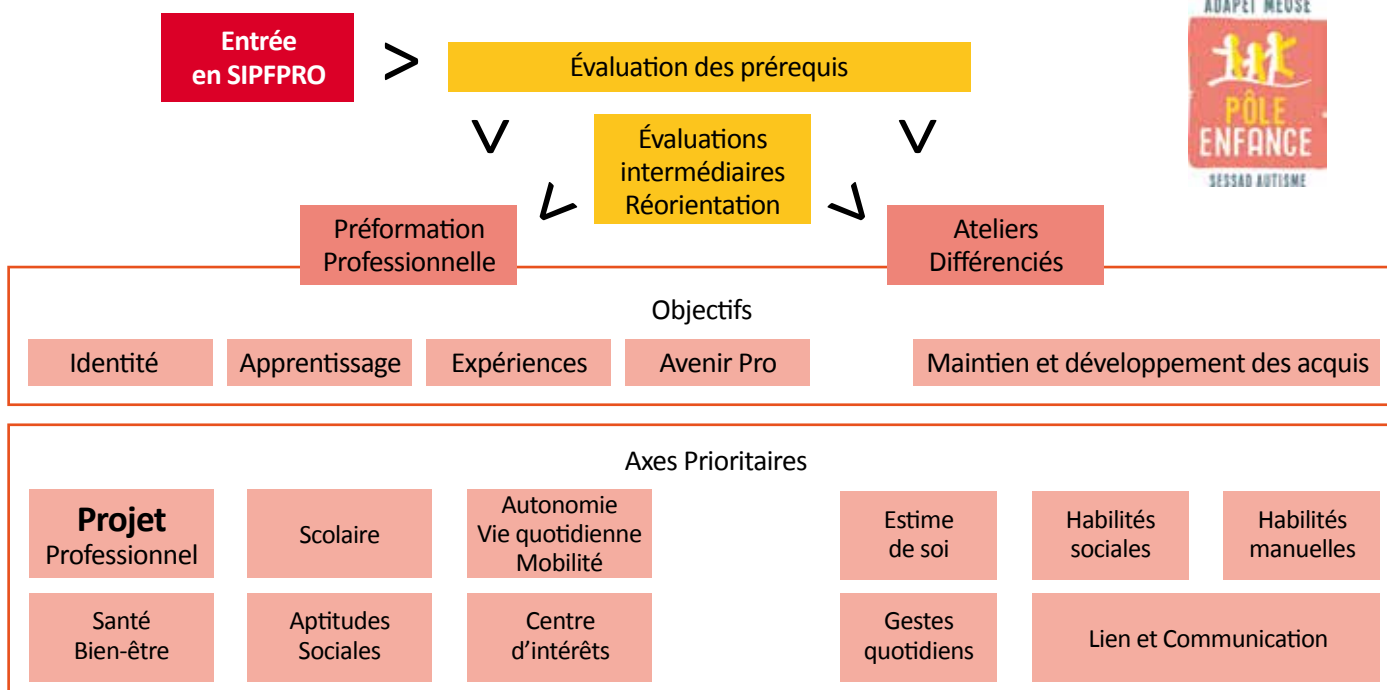 ADAPEI MEUSE
PÔLE
ENFANCE
SESSAD AUTISME
Entrée
en SIPFPRO
>
Évaluation des prérequis
>
>
Évaluations
intermédiaires
Réorientation
>
>
Préformation
Professionnelle
Ateliers
Différenciés
Objectifs
Identité
Apprentissage
Expériences
Avenir Pro
Maintien et développement des acquis
Axes Prioritaires
Projet
Professionnel
Scolaire
Autonomie
Vie quotidienne
Mobilité
Estime
de soi
Habilités
sociales
Habilités
manuelles
Santé
Bien-être
Aptitudes
Sociales
Centre
d’intérêts
Gestes
quotidiens
Lien et Communication